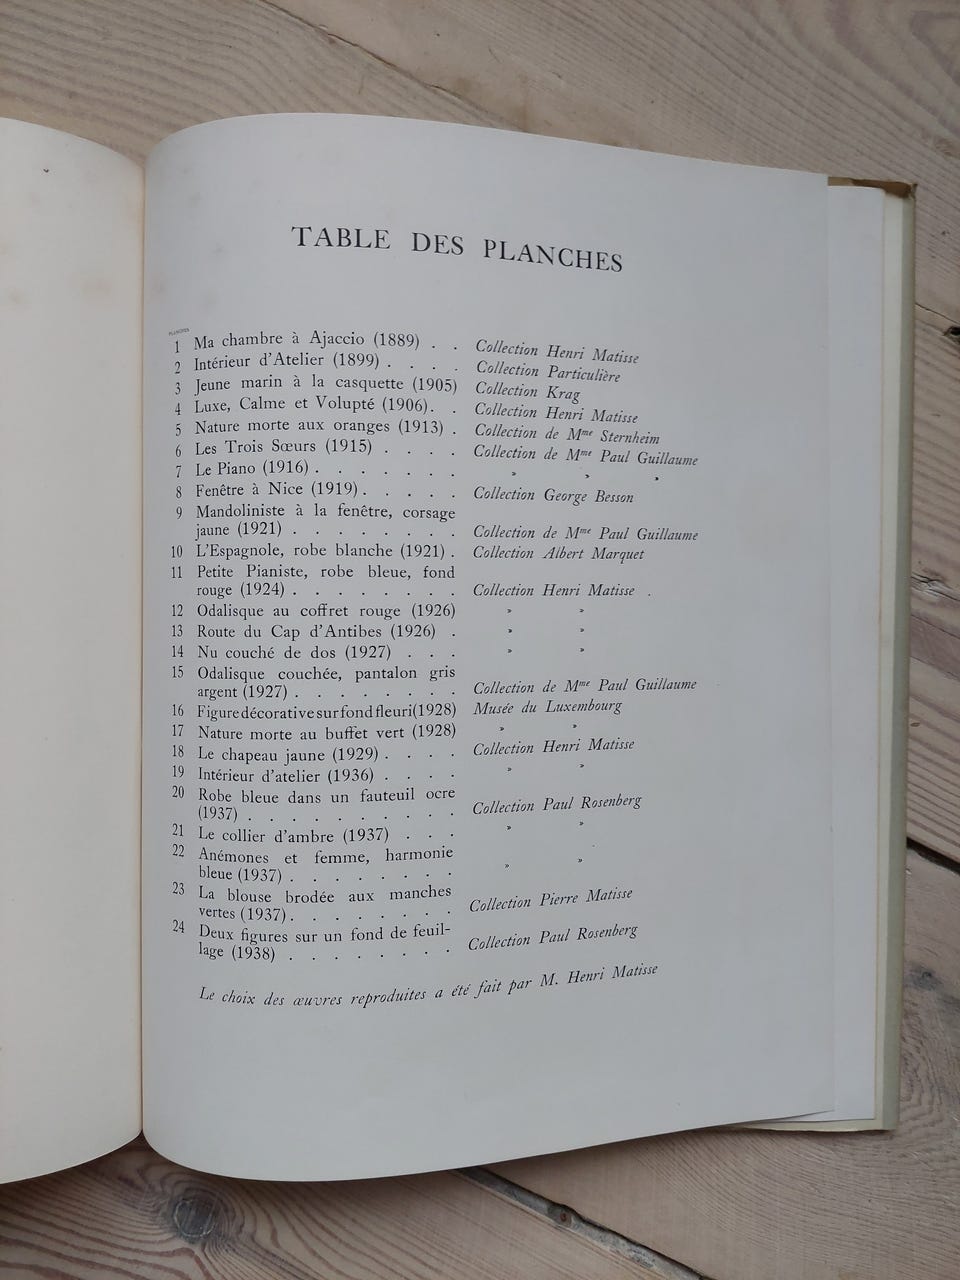 TABLE DES PLANCHES
PLANCHES
1 Ma chambre à Ajaccio (1889) . . Collection Henri Matisse
2 Intérieur d'Atelier (1899) . . . . Collection Particulière
3 Jeune marin à la casquette (1905) Collection Krag
4 Luxe, Calme et Volupté (1906). . Collection Henri Matisse
5 Nature morte aux oranges (1913) . Collection de Mme Sternheim
6 Les Trois Sœurs (1915) . . . . Collection de Mme Paul Guillaume
7 Le Piano (1916) . . . . . . . » » »
8 Fenêtre à Nice (1919) . . . . . Collection George Besson
9 Mandoliniste à la fenêtre, corsage
jaune (1921) . . . . . . . . Collection de Mme Paul Guillaume
10 L'Espagnole, robe blanche (1921) . Collection Albert Marquet
11 Petite Pianiste, robe bleue, fond
rouge (1924) . . . . . . . . Collection Henri Matisse .
12 Odalisque au coffret rouge (1926) » »
13 Route du Cap d'Antibes (1926) . » »
14 Nu couché de dos (1927) . . . » »
15 Odalisque couchée, pantalon gris
argent (1927) . . . . . . . . Collection de Mme Paul Guillaume
16 Figure décorative sur fond fleuri (1928) Musée du Luxembourg
17 Nature morte au buffet vert (1928) » »
18 Le chapeau jaune (1929) . . . . Collection Henri Matisse
19 Intérieur d'atelier (1936) . . . . » »
20 Robe bleue dans un fauteuil ocre
(1937) . . . . . . . . . . Collection Paul Rosenberg
21 Le collier d'ambre (1937) . . . » »
22 Anémones et femme, harmonie
bleue (1937) . . . . . . . . » »
23 La blouse brodée aux manches
vertes (1937) . . . . . . . . Collection Pierre Matisse
24 Deux figures sur un fond de feuil-
lage (1938) . . . . . . . . Collection Paul Rosenberg
Le choix des œuvres reproduites a été fait par M. Henri Matisse